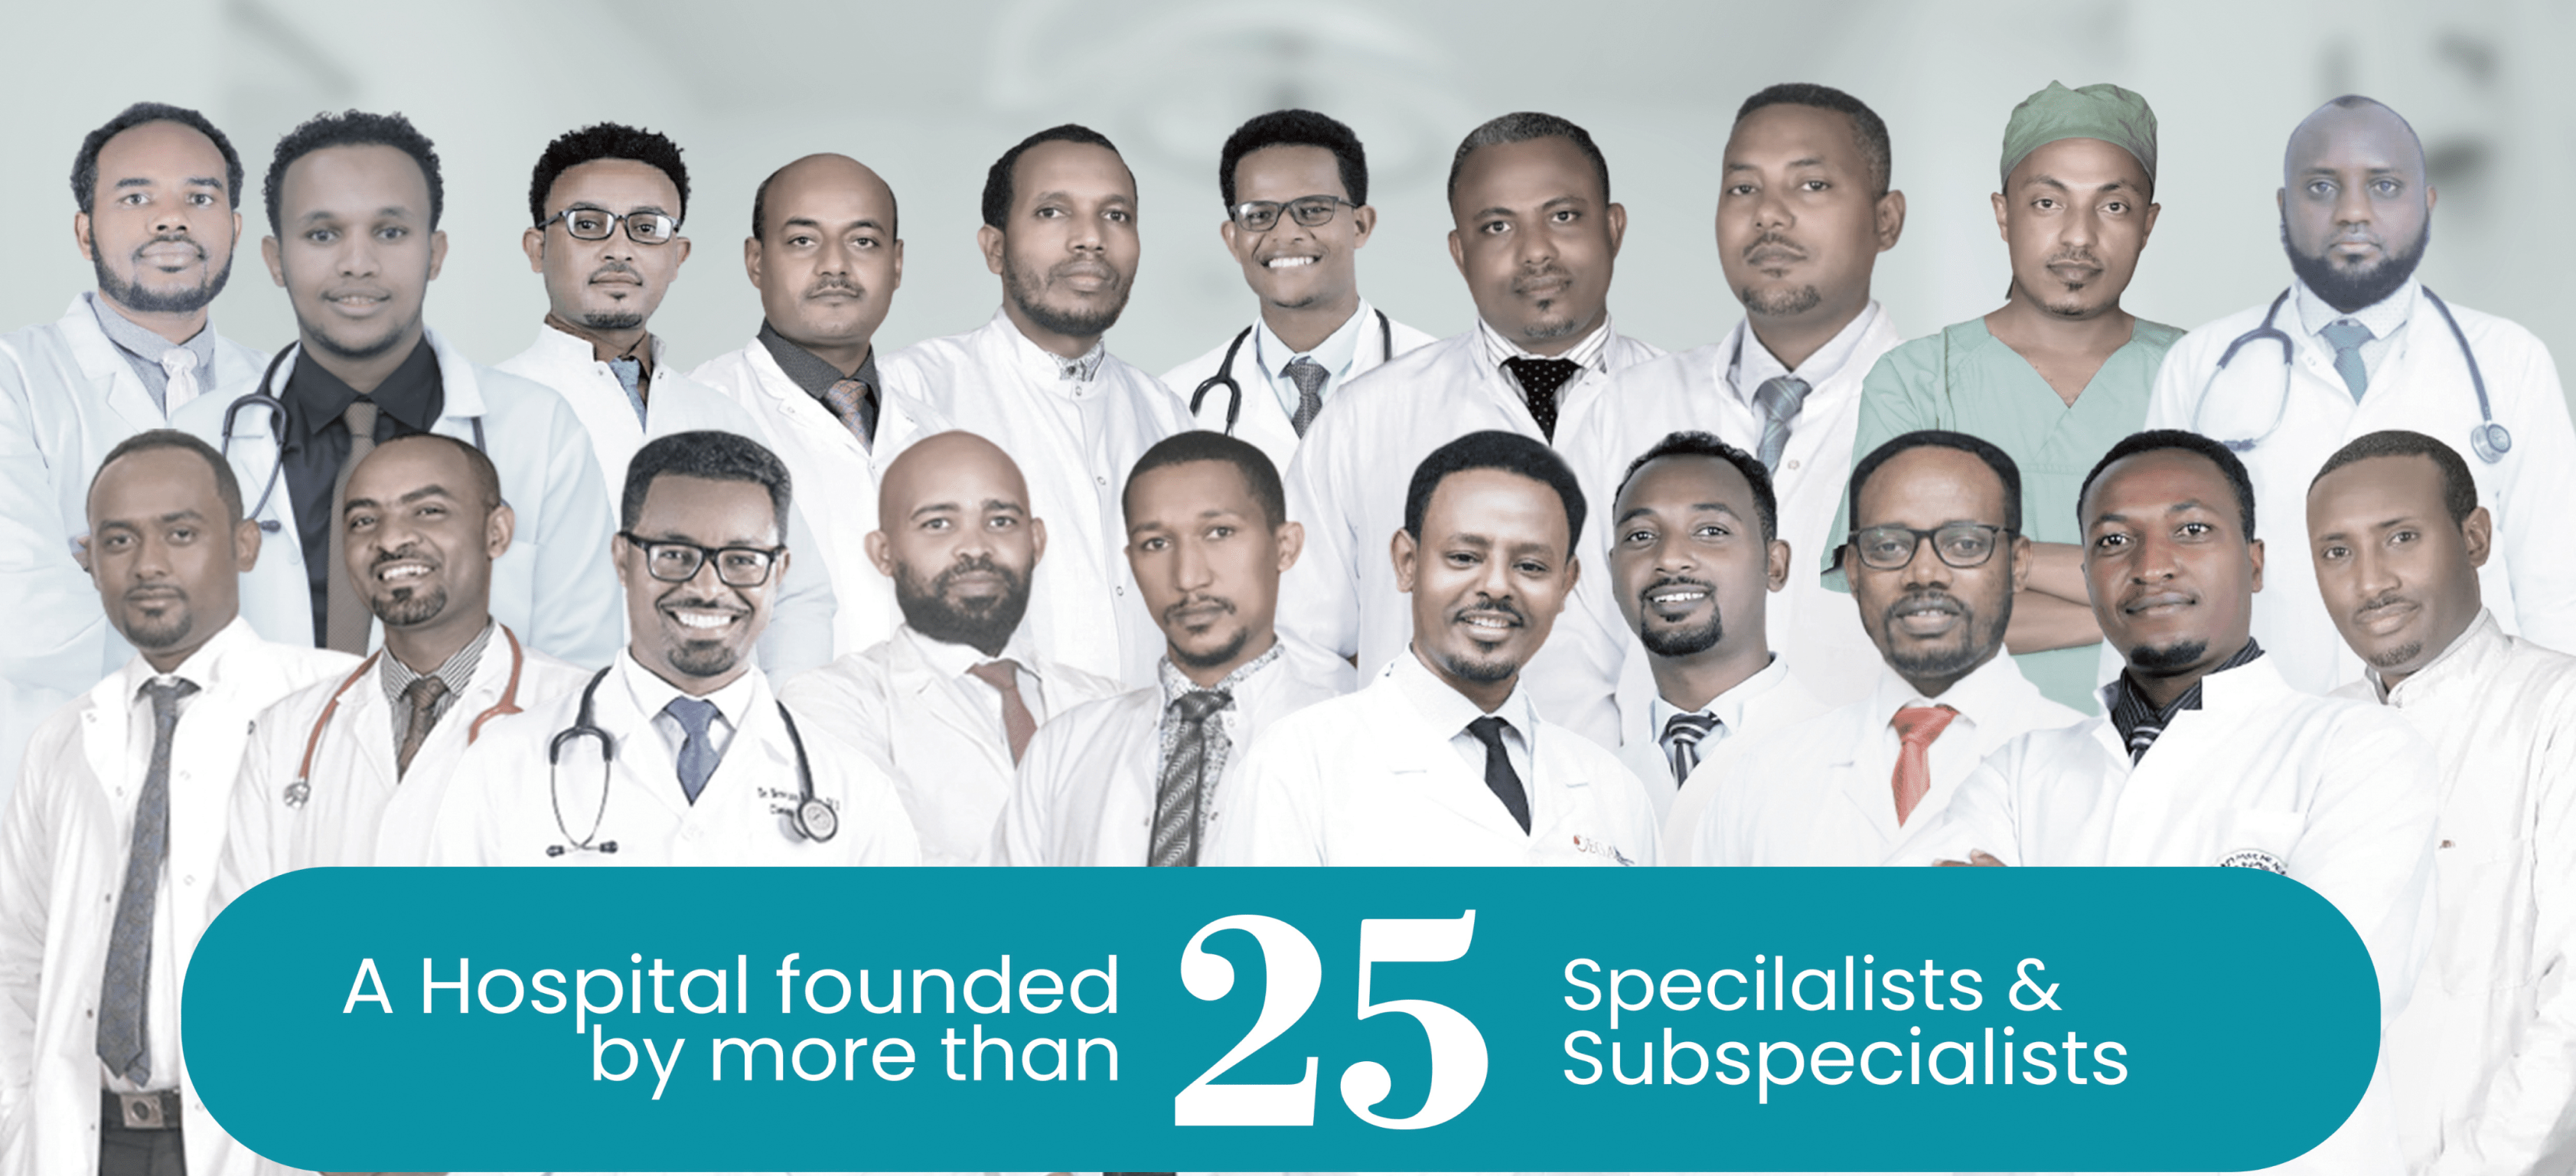 A Hospital founded
by more than
25
Specilalists &
Subspecialists